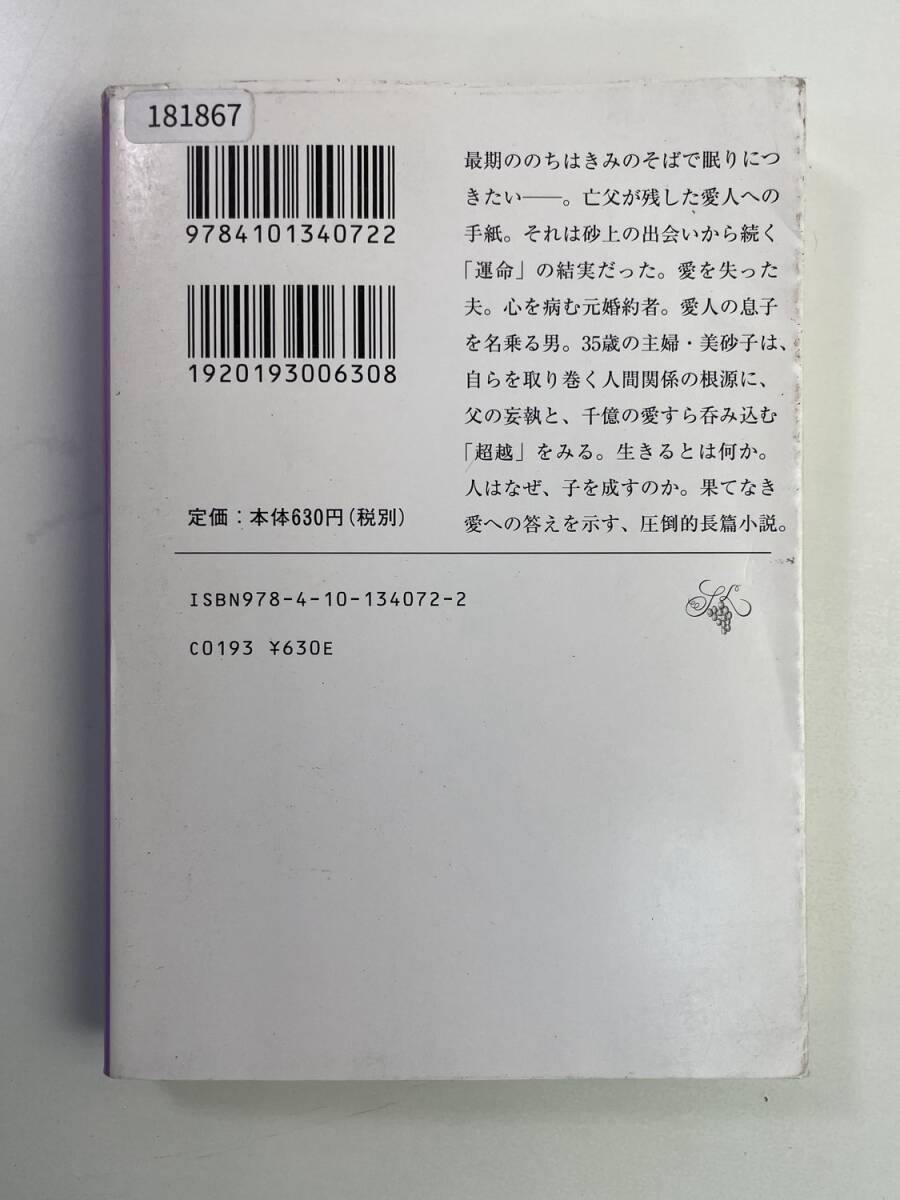 181867
9784101340722
1920193006308
定価：本体630円(税別)
最期ののちはきみのそばで眠りにつ
きたい――。亡父が残した愛人への
手紙。それは砂上の出会いから続く
「運命」の結実だった。愛を失った
夫。心を病む元婚約者。愛人の息子
を名乗る男。35歳の主婦・美砂子は、
自らを取り巻く人間関係の根源に、
父の妄執と、千億の愛すら呑み込む
「超越」をみる。生きるとは何か。
人はなぜ、子を成すのか。果てなき
愛への答えを示す、圧倒的長篇小説。
ISBN978-4-10-134072-2
C0193 ¥630E